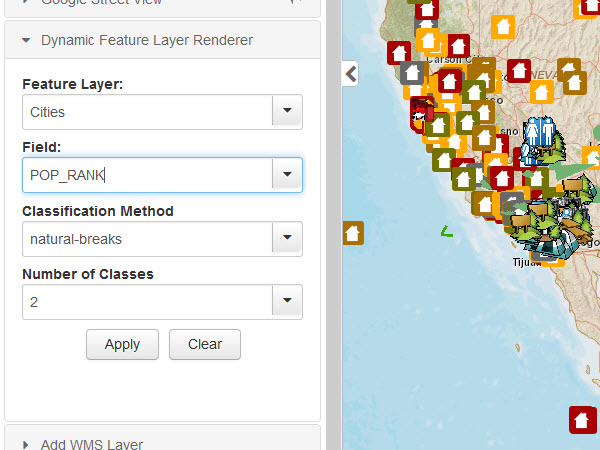 Google Street View
Dynamic Feature Layer Renderer
Feature Layer:
Cities
Field:
POP_RANK
Classification Method
natural-breaks
Number of Classes
2
Apply
Clear
Add WMS Layer
Carson City
NEVA
Tijua